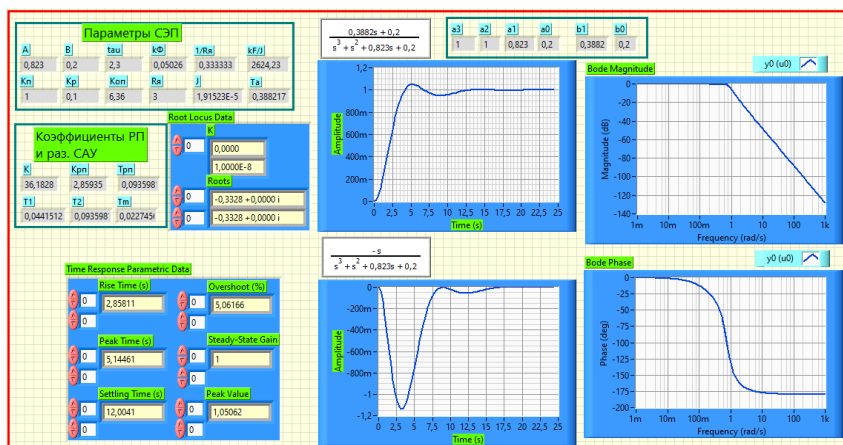 Параметры СЭП
A B tau kФ 1/Rя kF/J
0,823 0,2 2,3 0,05026 0,333333 2624,23
Kп Kр Kоп Rя J Ta
1 0,1 6,36 3 1,91523E-5 0,388217
0,3882s + 0,2
s³ + s² + 0,823s + 0,2
a3 a2 a1 a0 b1 b0
1 1 0,823 0,2 0,3882 0,2
Коэффициенты РП
и раз. САУ
K Kрп Tрп
36,1828 2,85935 0,093598
T1 T2 Tm
0,0441512 0,093598 0,022745
Root Locus Data
K
0 0,0000
1,0000E-8
Roots
0 -0,3328 +0,0000 i
0 -0,3328 +0,0000 i
1,2
1
800m
600m
400m
200m
0
Amplitude
0 2,5 5 7,5 10 12,5 15 17,5 20 22,5 25
Time (s)
Bode Magnitude
y0 (u0)
0
-20
-40
-60
-80
-100
-120
-140
Magnitude (dB)
1m 10m 100m 1 10 100 1k
Frequency (rad/s)
Time Response Parametric Data
Rise Time (s)
0 2,85811
0
Overshoot (%)
0 5,06166
0
Peak Time (s)
0 5,14461
0
Steady-State Gain
0 1
0
Settling Time (s)
0 12,0041
0
Peak Value
0 1,05062
0
-s
s³ + s² + 0,823s + 0,2
0
-200m
-400m
-600m
-800m
-1
-1,2
Amplitude
0 2,5 5 7,5 10 12,5 15 17,5 20 22,5 25
Time (s)
Bode Phase
y0 (u0)
0
-25
-50
-75
-100
-125
-150
-175
-200
Phase (deg)
1m 10m 100m 1 10 100 1k
Frequency (rad/s)